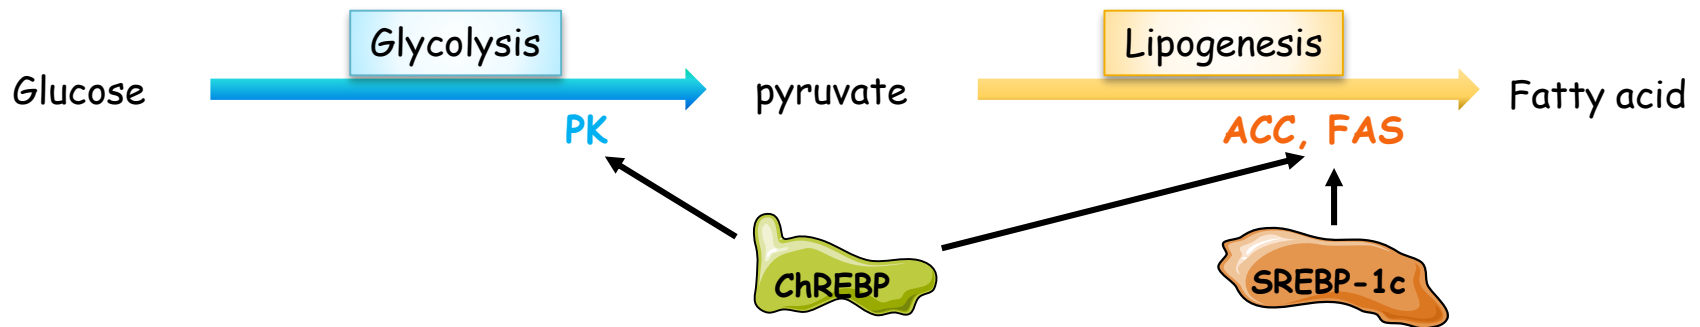 Glycolysis
Lipogenesis
Glucose
pyruvate
Fatty acid
PK
ACC, FAS
ChREBP
SREBP-1c